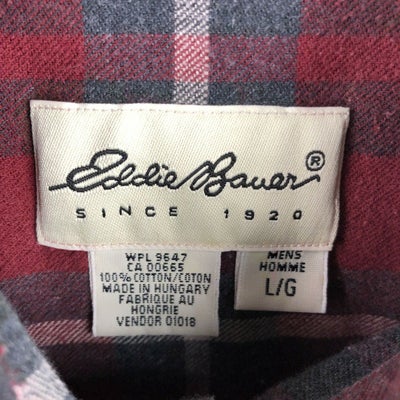 Eddie Bauer®
SINCE 1920
WPL 9647
CA 00665
100% COTTON/COTON
MADE IN HUNGARY
FABRIQUÉ AU
HONGRIE
VENDOR 01018
MENS
HOMME
L/G